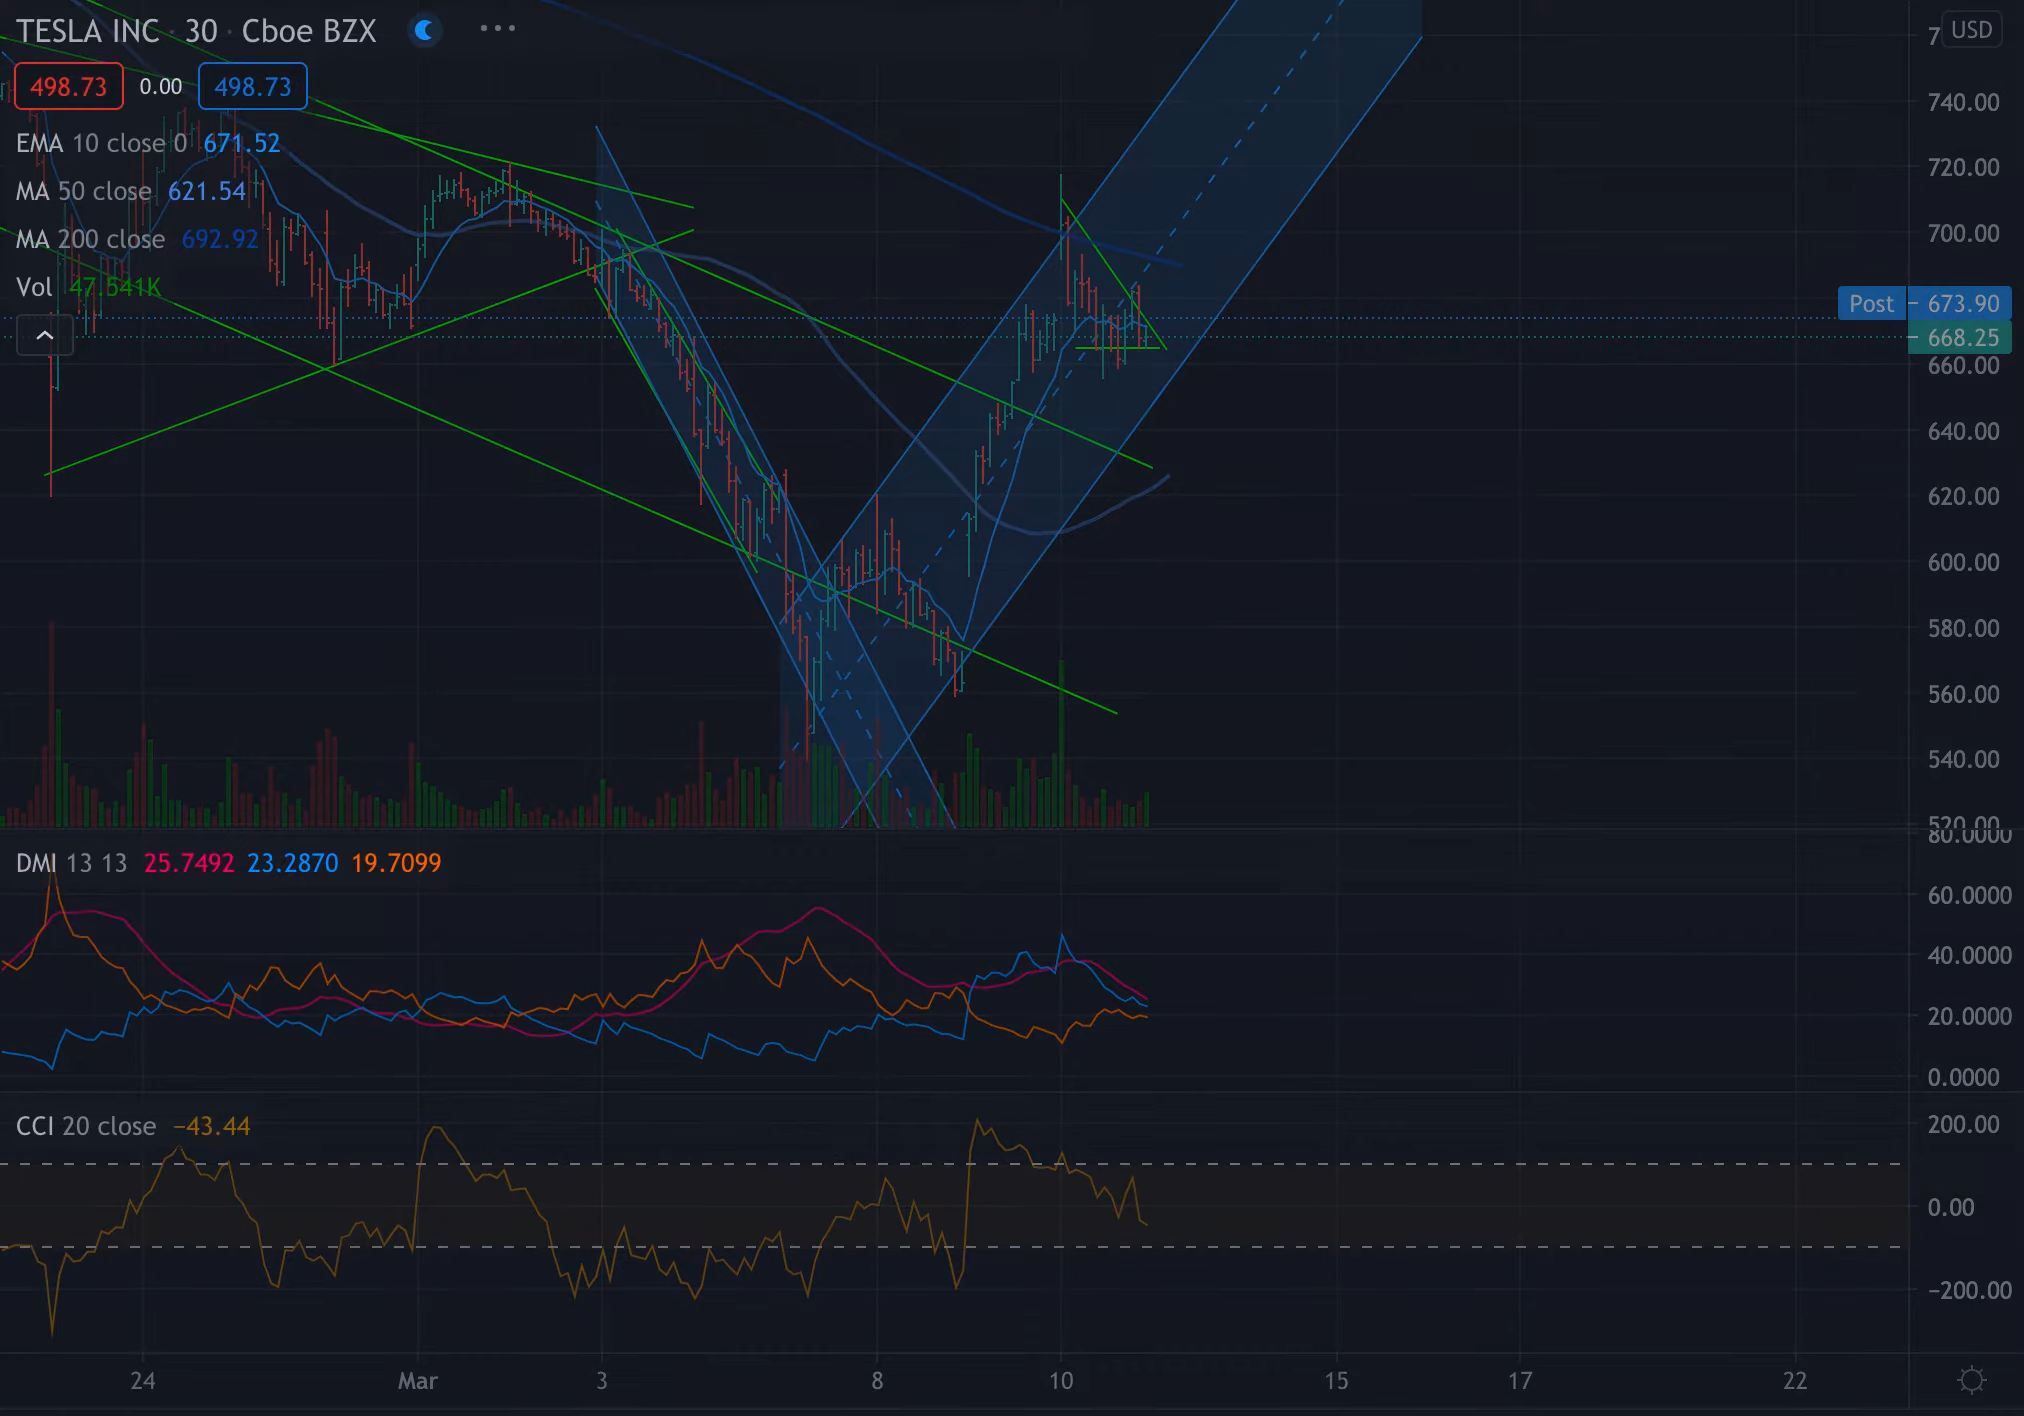 TESLA INC · 30 · Cboe BZX
498.73 0.00 498.73
EMA 10 close 0 671.52
MA 50 close 621.54
MA 200 close 692.92
Vol 47.541K
USD
740.00
720.00
700.00
Post 673.90
668.25
660.00
640.00
620.00
600.00
580.00
560.00
540.00
520.00
DMI 13 13 25.7492 23.2870 19.7099
80.0000
60.0000
40.0000
20.0000
0.0000
CCI 20 close −43.44
200.00
0.00
−200.00
24 Mar 3 8 10 15 17 22